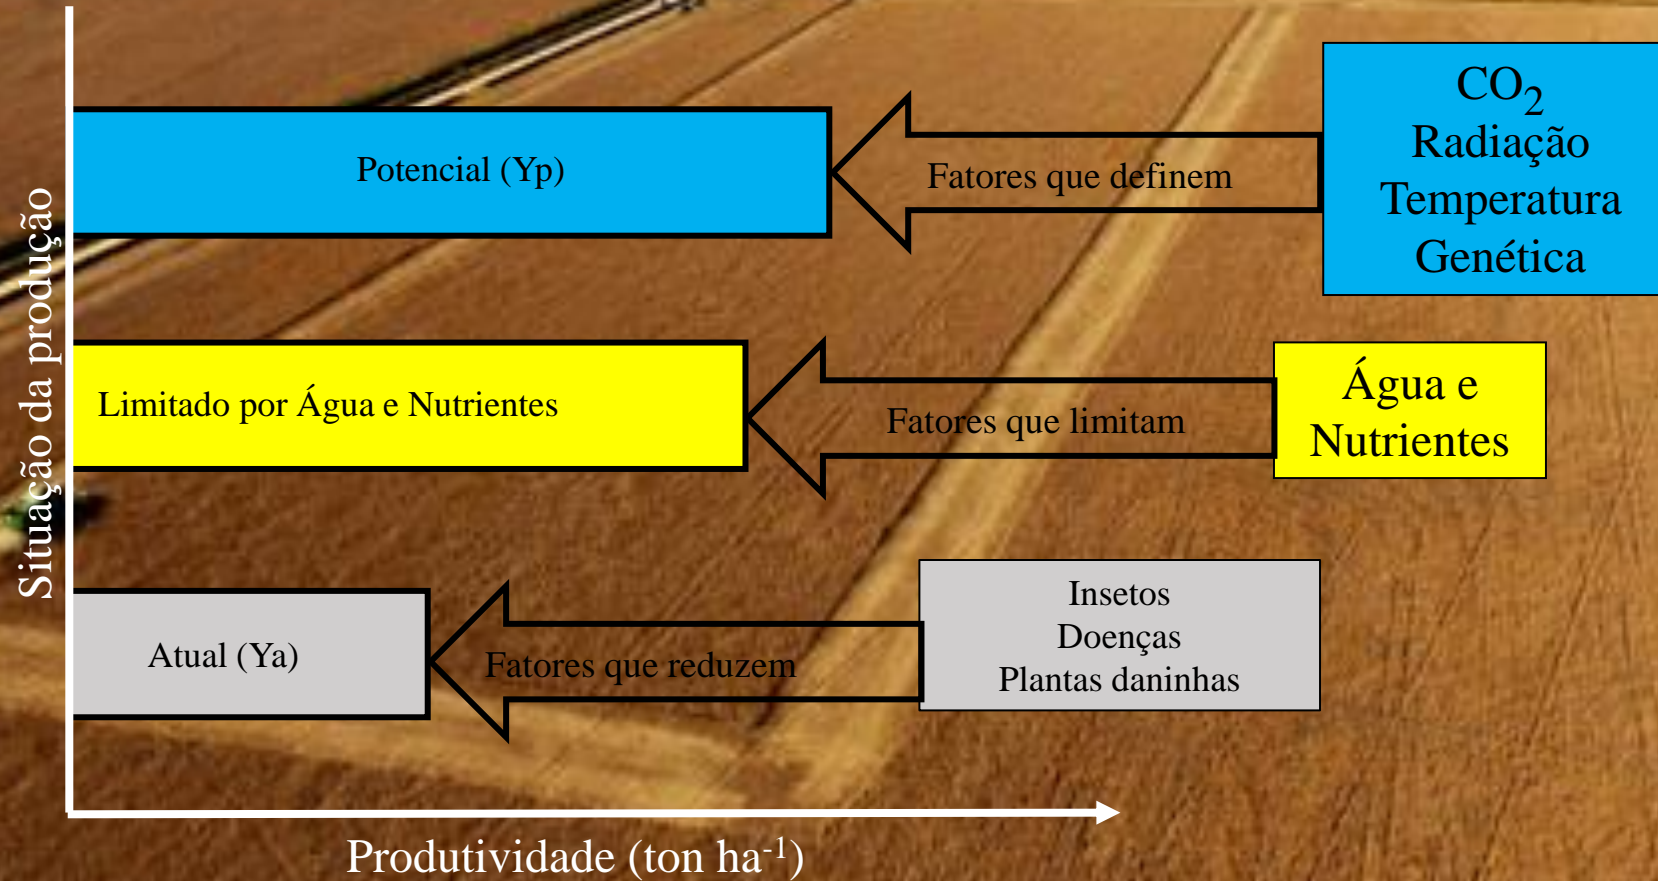 Situação da produção
Potencial (Yp)
Fatores que definem
CO₂
Radiação
Temperatura
Genética
Limitado por Água e Nutrientes
Fatores que limitam
Água e
Nutrientes
Atual (Ya)
Fatores que reduzem
Insetos
Doenças
Plantas daninhas
Produtividade (ton ha⁻¹)